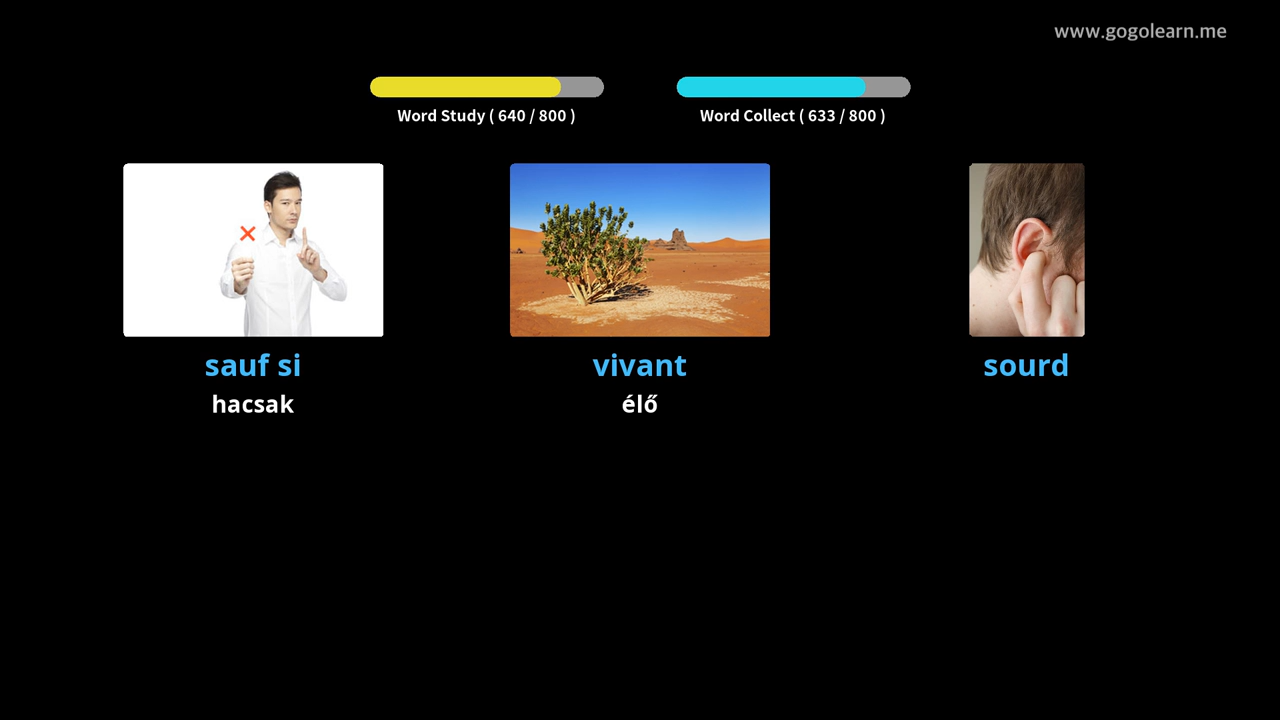 www.gogolearn.me
Word Study ( 640 / 800 )
Word Collect ( 633 / 800 )
sauf si
hacsak
vivant
élő
sourd